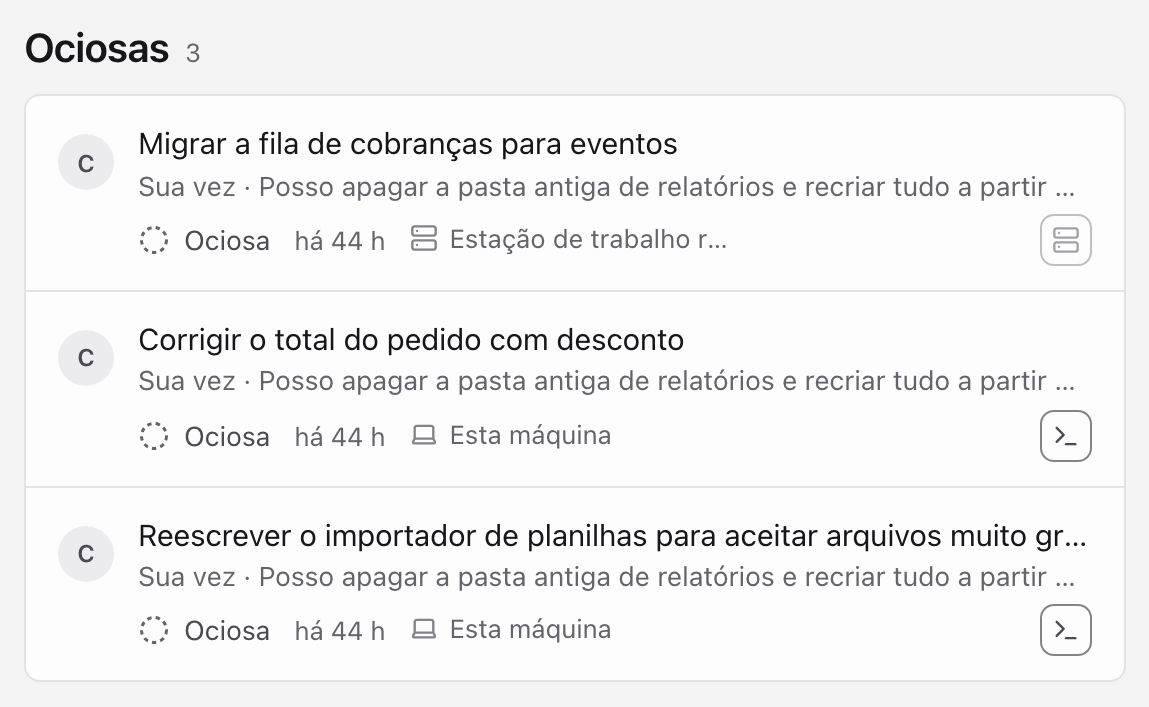 Ociosas 3
C
Migrar a fila de cobranças para eventos
Sua vez · Posso apagar a pasta antiga de relatórios e recriar tudo a partir ...
Ociosa há 44 h Estação de trabalho r...
C
Corrigir o total do pedido com desconto
Sua vez · Posso apagar a pasta antiga de relatórios e recriar tudo a partir ...
Ociosa há 44 h Esta máquina
C
Reescrever o importador de planilhas para aceitar arquivos muito gr...
Sua vez · Posso apagar a pasta antiga de relatórios e recriar tudo a partir ...
Ociosa há 44 h Esta máquina